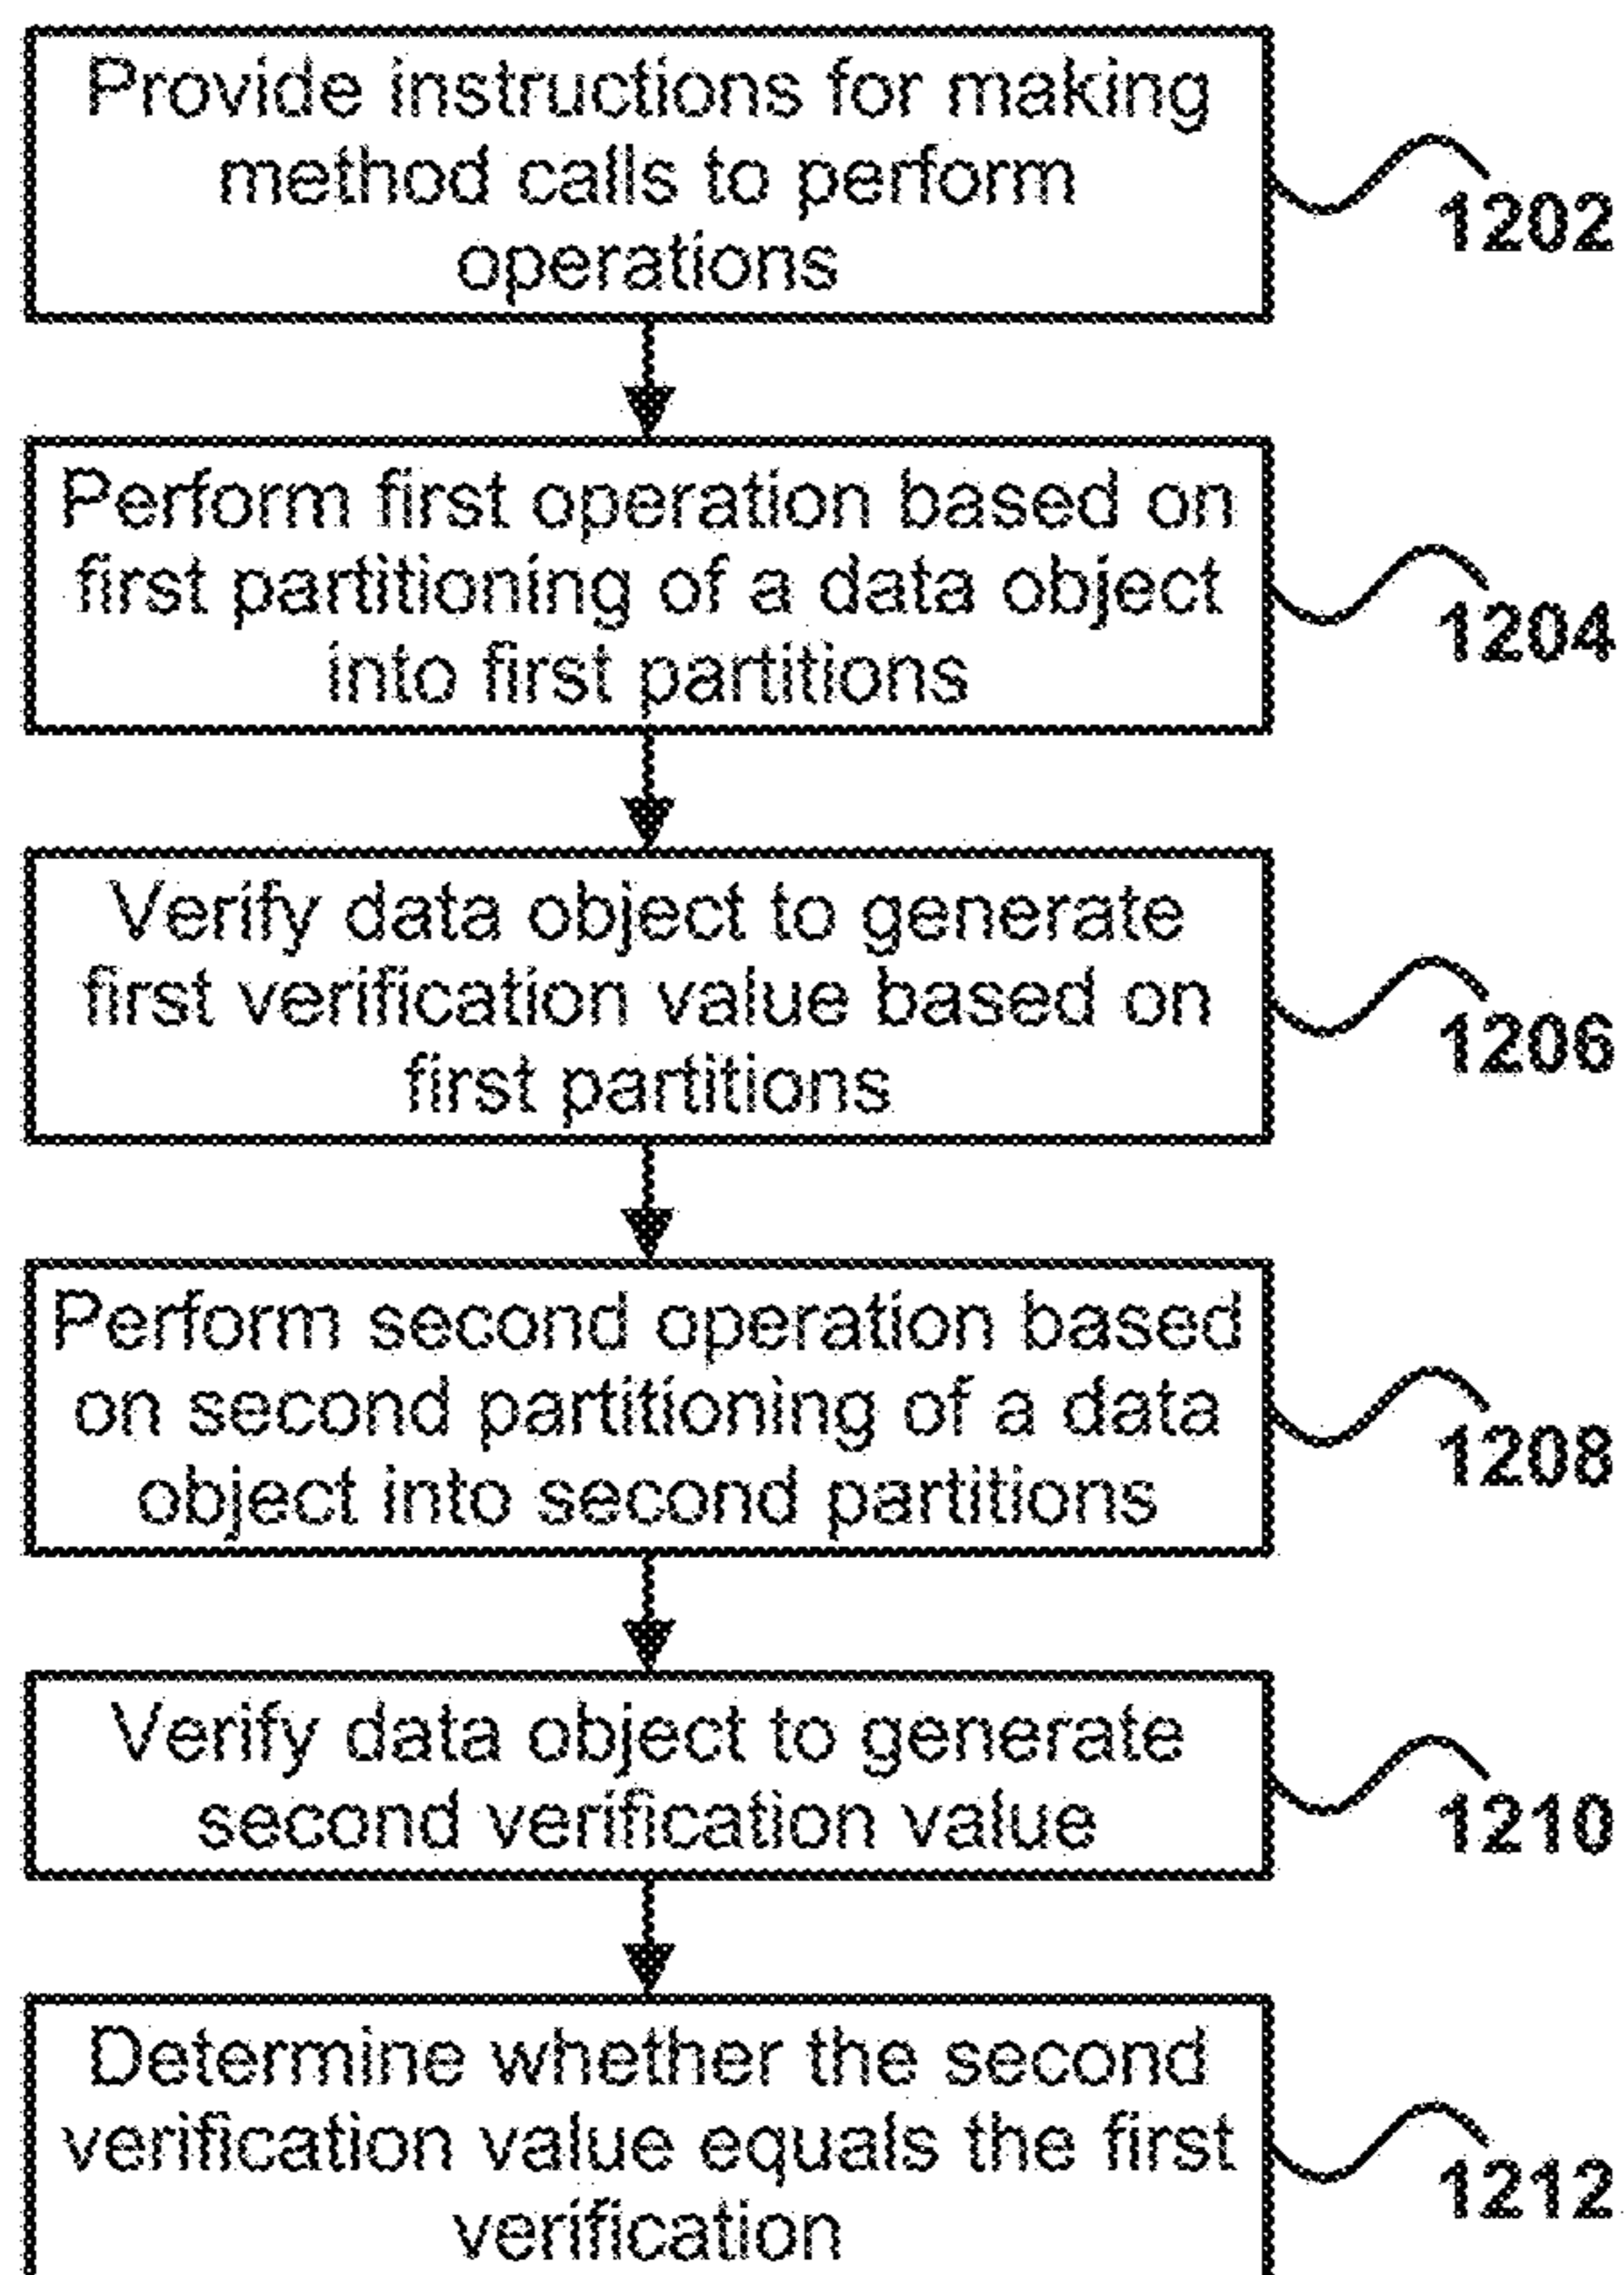 Provide instructions for making
method calls to perform
operations
1202
Perform first operation based on
first partitioning of a data object
into first partitions
1204
Verify data object to generate
first verification value based on
first partitions
1206
Perform second operation based
on second partitioning of a data
object into second partitions
1208
Verify data object to generate
second verification value
1210
Determine whether the second
verification value equals the first
verification
1212